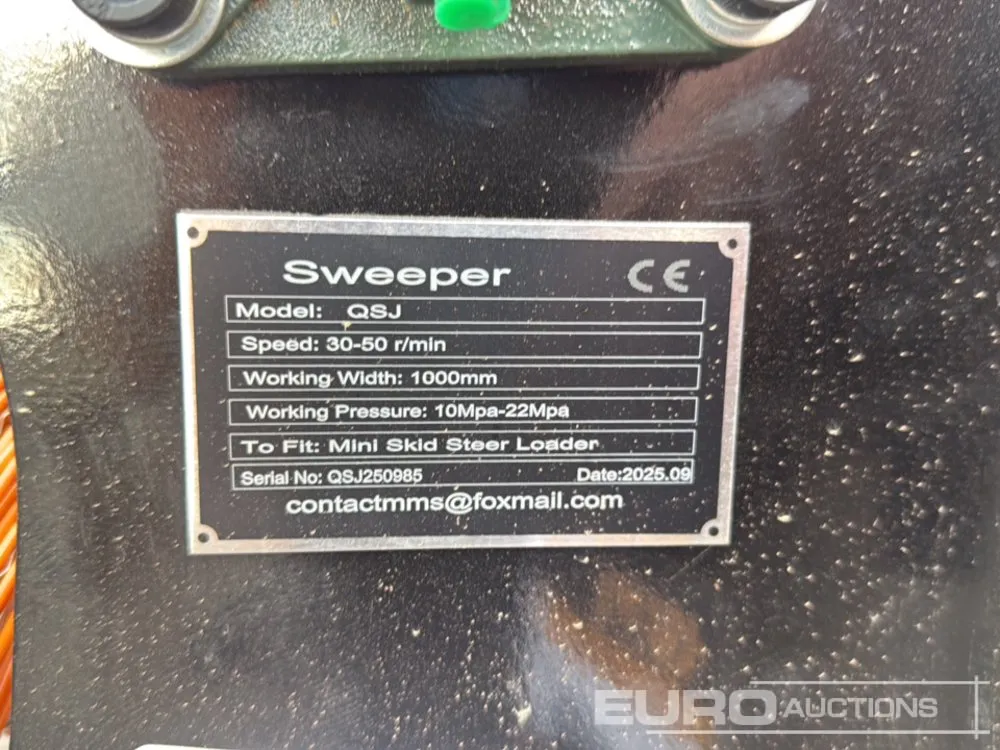 Sweeper CE
Model: QSJ
Speed: 30-50 r/min
Working Width: 1000mm
Working Pressure: 10Mpa-22Mpa
To Fit: Mini Skid Steer Loader
Serial No: QSJ250985 Date:2025.09
contactmms@foxmail.com
EURO AUCTIONS